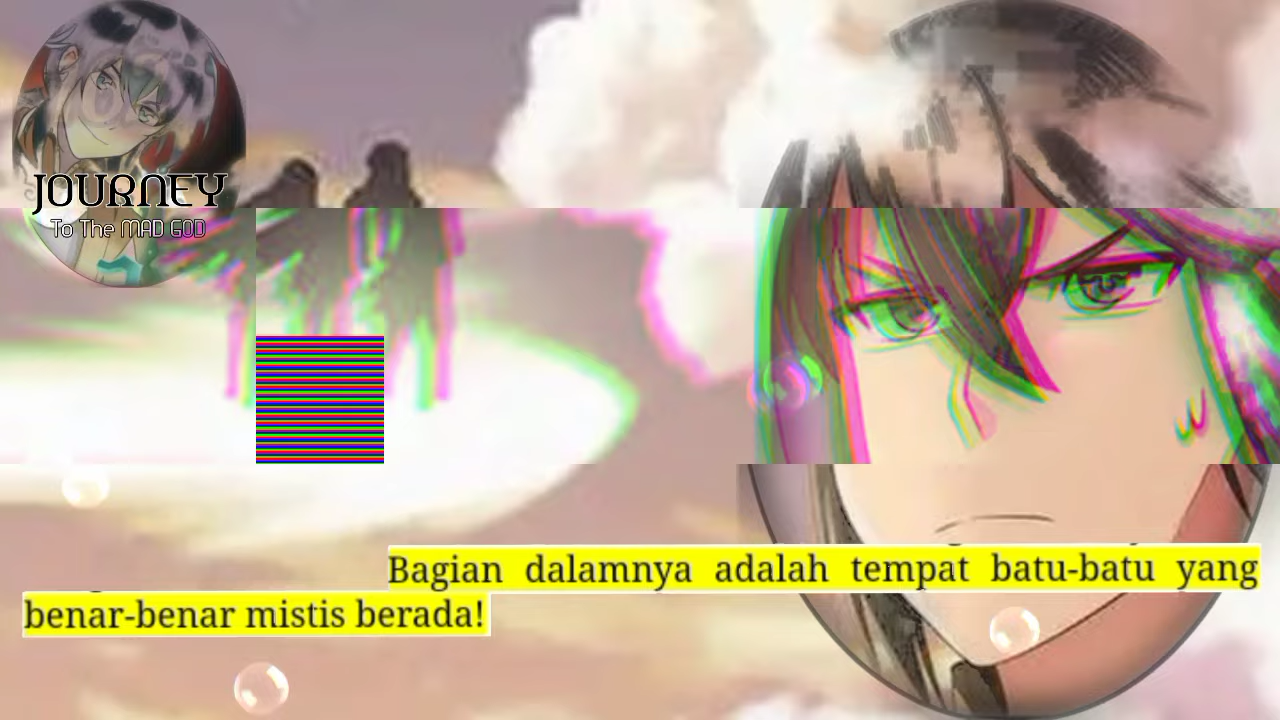 JOURNEY
To The MAD GOD
Bagian dalamnya adalah tempat batu-batu yang
benar-benar mistis berada!